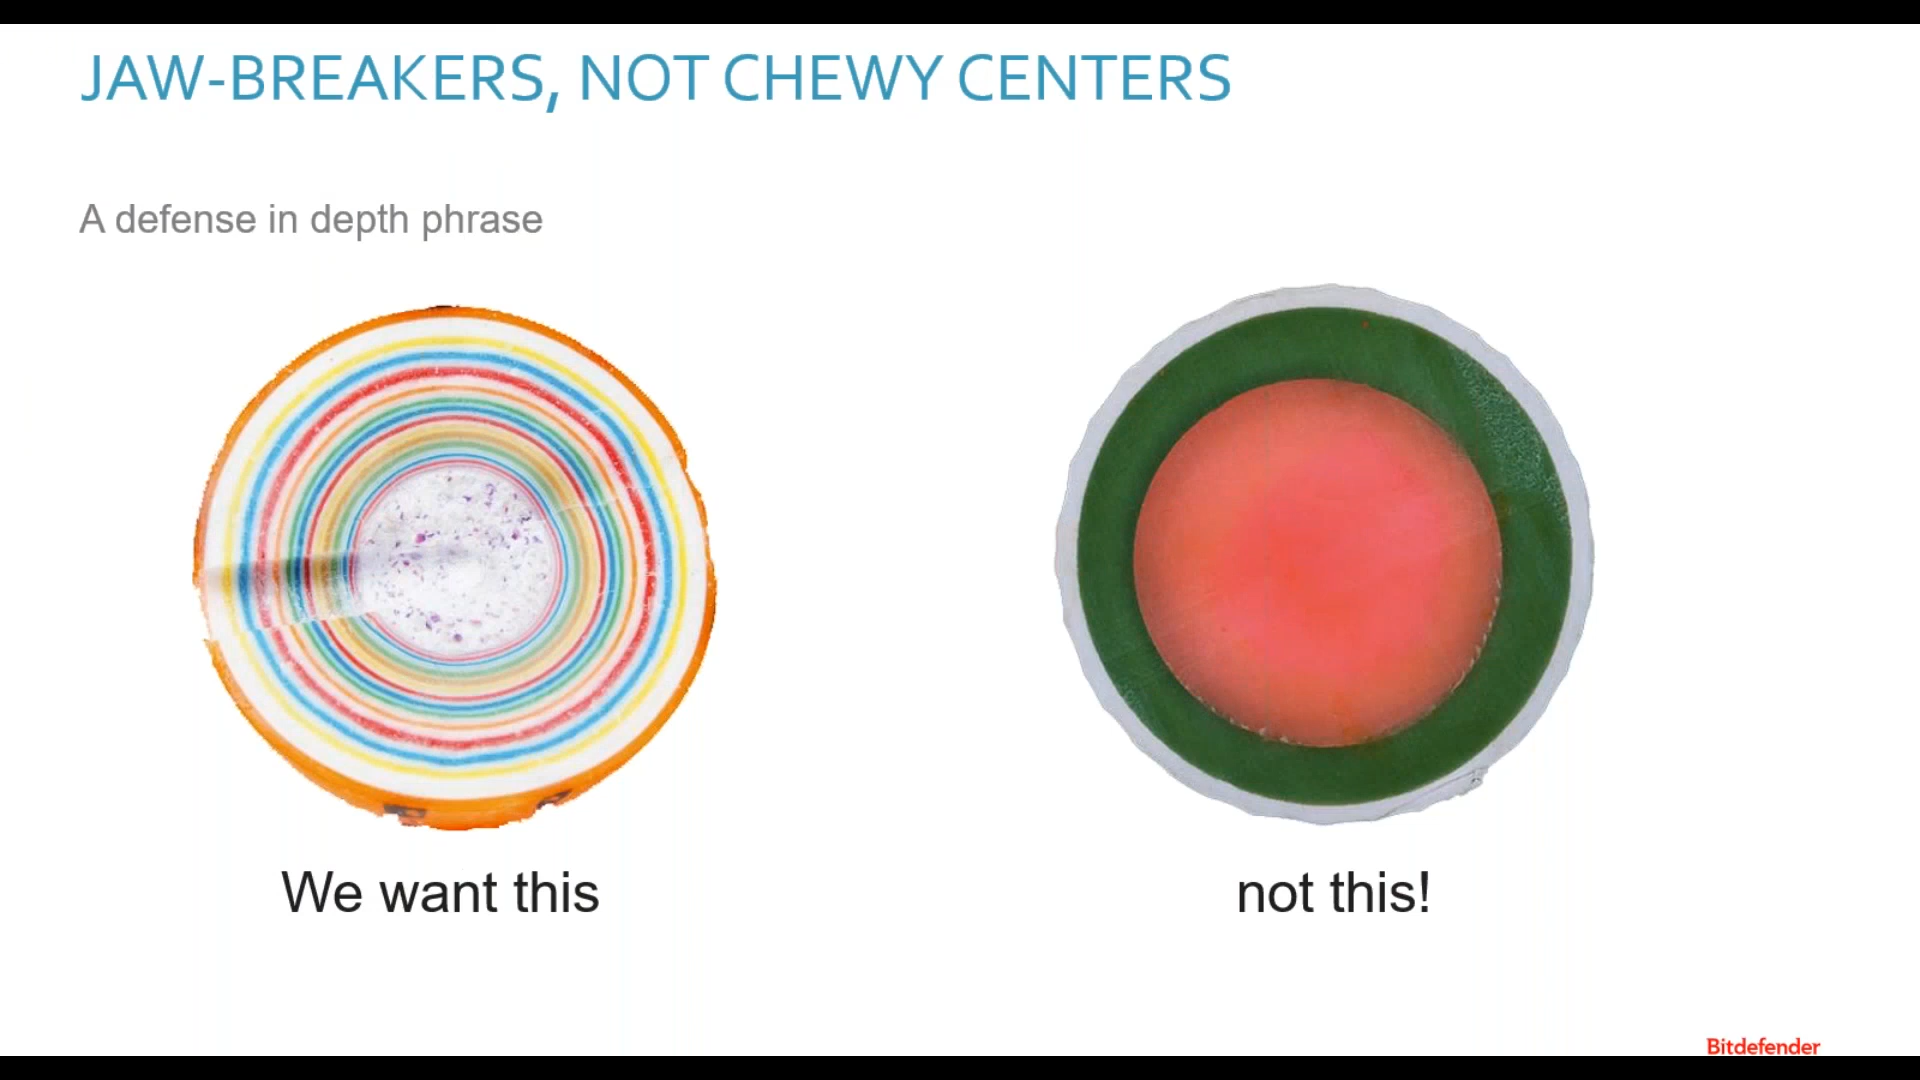 JAW-BREAKERS, NOT CHEWY CENTERS
A defense in depth phrase
We want this
not this!
Bitdefender